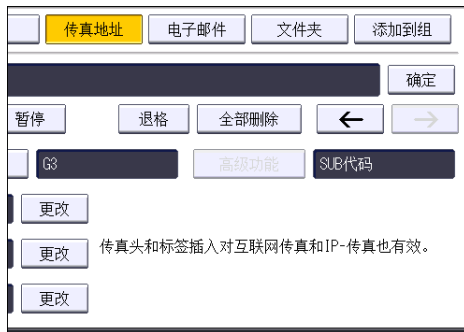 传真地址 电子邮件 文件夹 添加到组
确定
暂停 退格 全部删除 ← →
G3 高级功能 SUB代码
更改
更改 传真头和标签插入对互联网传真和IP-传真也有效。
更改